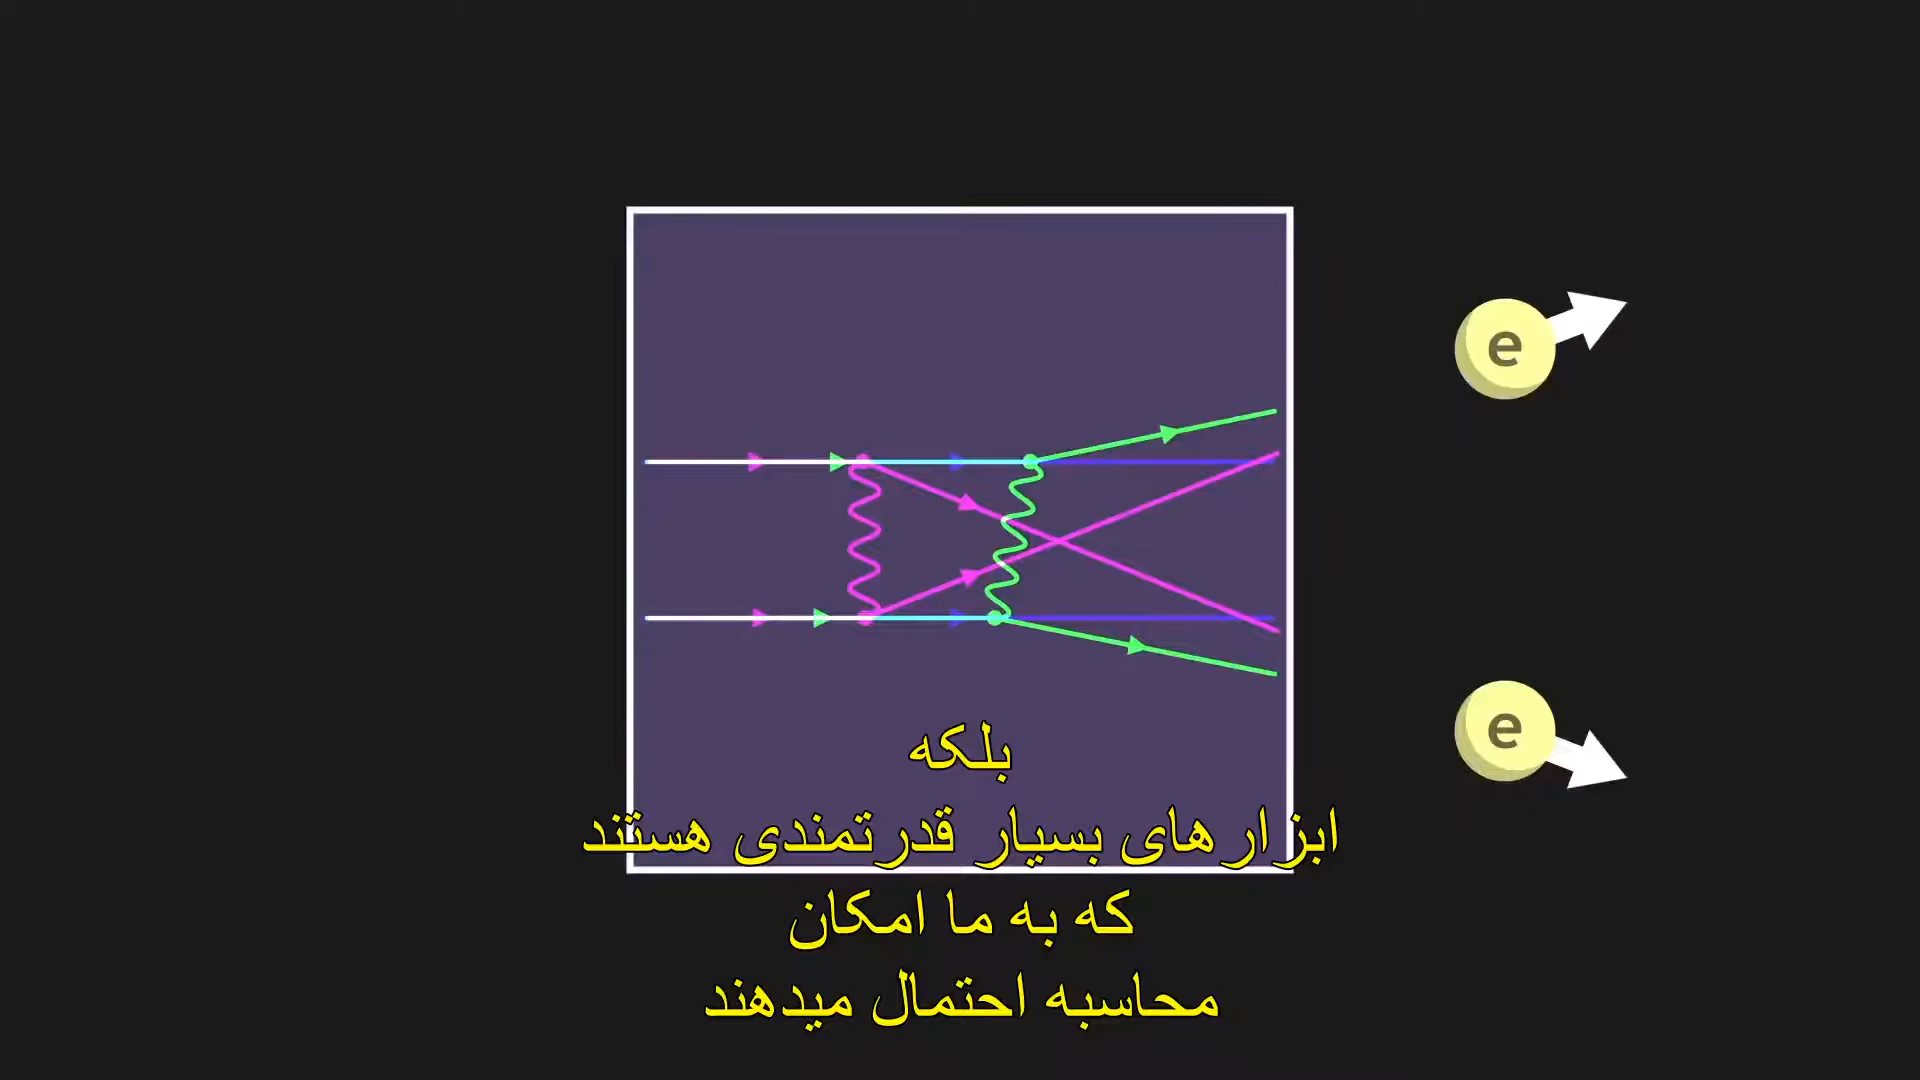 e
e
بلکه
ابزارهای بسیار قدرتمندی هستند
که به ما امکان
محاسبه احتمال میدهند